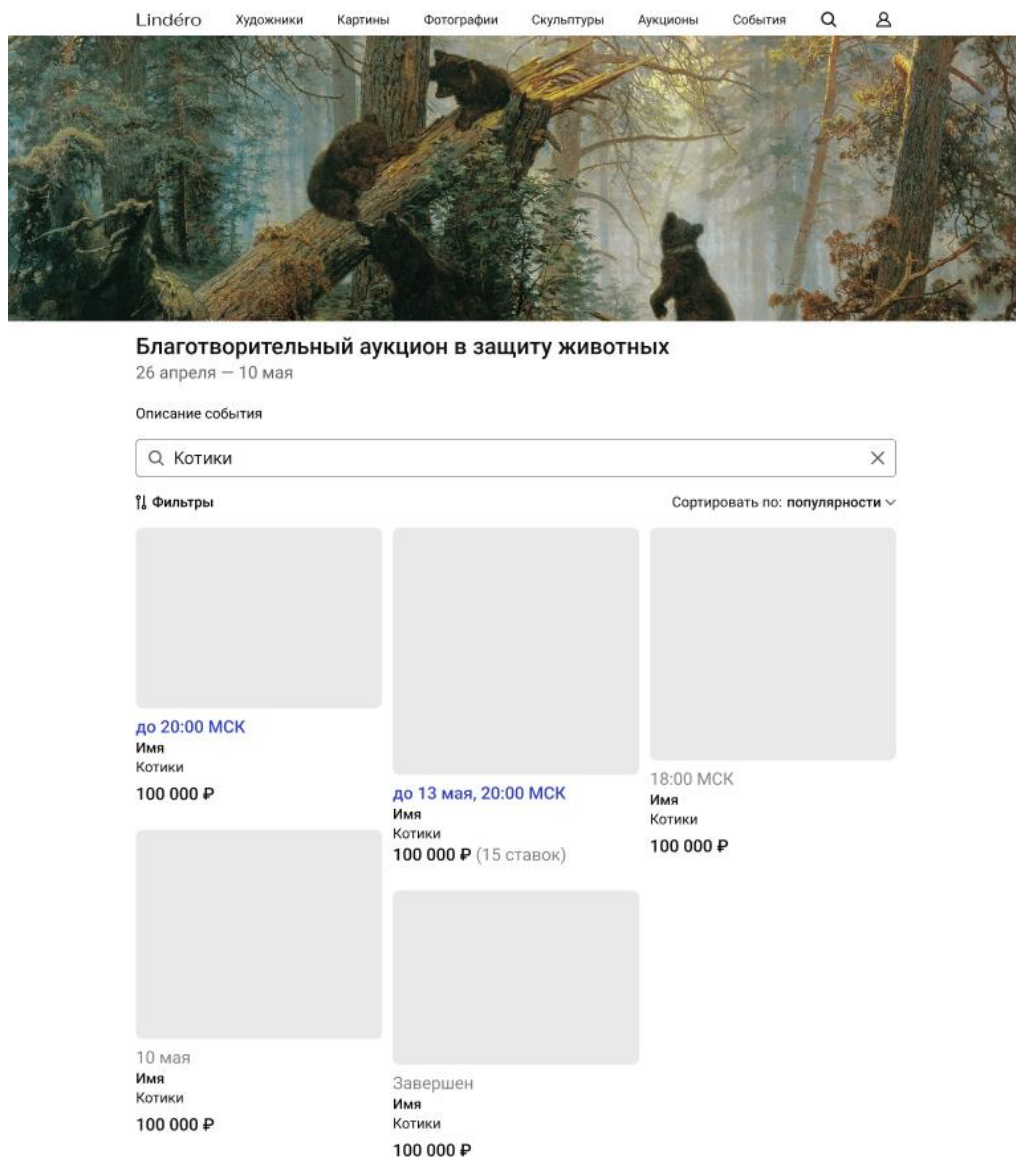 Lindéro Художники Картины Фотографии Скульптуры Аукционы События
Благотворительный аукцион в защиту животных
26 апреля — 10 мая
Описание события
Котики
Фильтры
Сортировать по: популярности
до 20:00 МСК
Имя
Котики
100 000 ₽
до 13 мая, 20:00 МСК
Имя
Котики
100 000 ₽ (15 ставок)
18:00 МСК
Имя
Котики
100 000 ₽
10 мая
Имя
Котики
100 000 ₽
Завершен
Имя
Котики
100 000 ₽